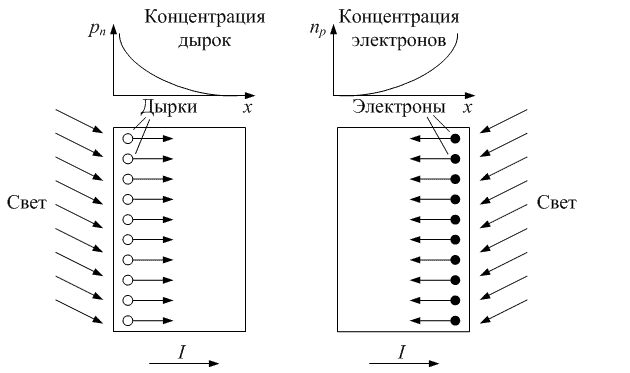 pn
Концентрация
дырок
x
Дырки
Свет
I
np
Концентрация
электронов
x
Электроны
Свет
I